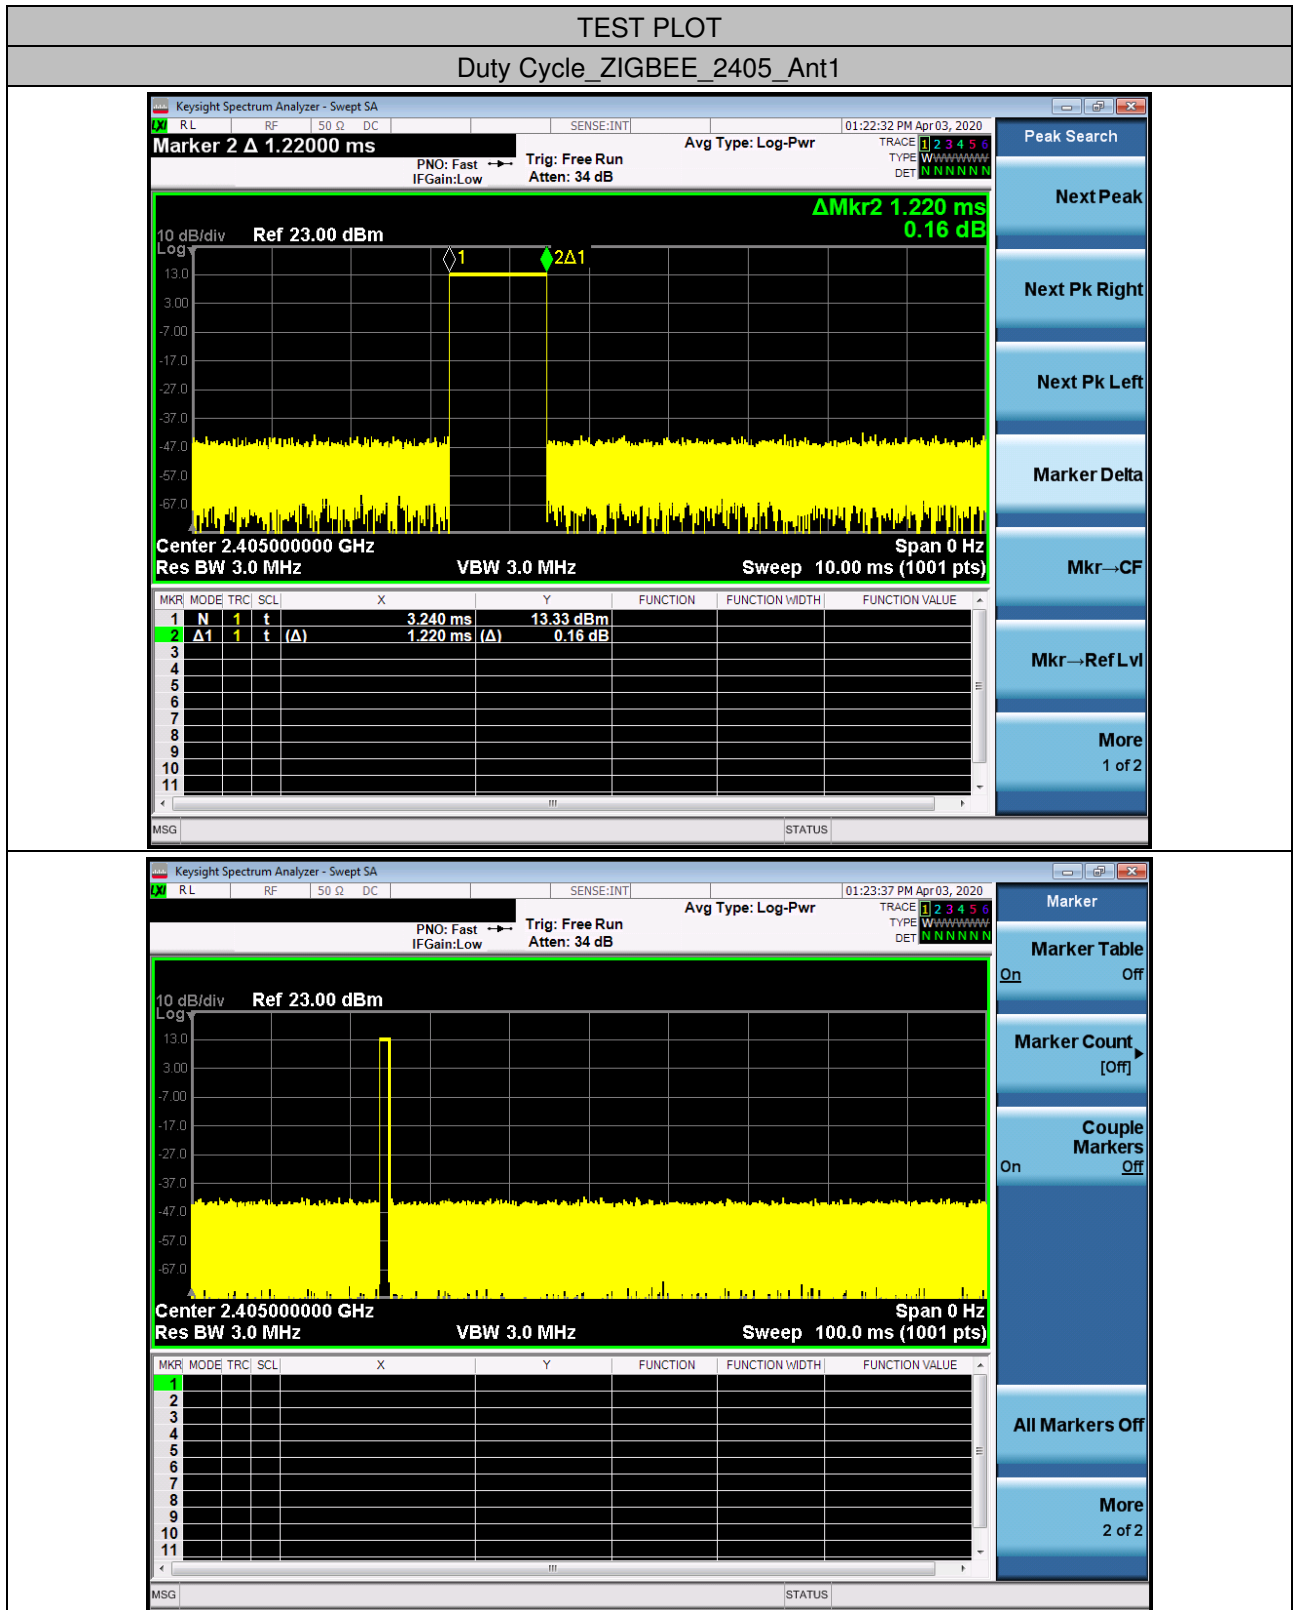 TEST PLOT
Duty Cycle_ZIGBEE_2405_Ant1
Keysight Spectrum Analyzer - Swept SA
LXI RL RF 50 Ω DC SENSE:INT 01:22:32 PM Apr 03, 2020
Marker 2 Δ 1.22000 ms
PNO: Fast Trig: Free Run Avg Type: Log-Pwr TRACE 1 2 3 4 5 6
IFGain:Low Atten: 34 dB TYPE WWWWWW
DET N N N N N N
Peak Search
Next Peak
Next Pk Right
Next Pk Left
Marker Delta
Mkr→CF
Mkr→Ref Lvl
More
1 of 2
ΔMkr2 1.220 ms
0.16 dB
10 dB/div Ref 23.00 dBm
Log
1 2Δ1
13.0
3.00
-7.00
-17.0
-27.0
-37.0
-47.0
-57.0
-67.0
Center 2.405000000 GHz Span 0 Hz
Res BW 3.0 MHz VBW 3.0 MHz Sweep 10.00 ms (1001 pts)
MKR MODE TRC SCL X Y FUNCTION FUNCTION WIDTH FUNCTION VALUE
1 N 1 t 3.240 ms 13.33 dBm
2 Δ1 1 t (Δ) 1.220 ms (Δ) 0.16 dB
3
4
5
6
7
8
9
10
11
MSG STATUS
Keysight Spectrum Analyzer - Swept SA
LXI RL RF 50 Ω DC SENSE:INT 01:23:37 PM Apr 03, 2020
PNO: Fast Trig: Free Run Avg Type: Log-Pwr TRACE 1 2 3 4 5 6
IFGain:Low Atten: 34 dB TYPE WWWWWW
DET N N N N N N
Marker
Marker Table
On Off
Marker Count
[Off]
Couple
Markers
On Off
All Markers Off
More
2 of 2
10 dB/div Ref 23.00 dBm
Log
13.0
3.00
-7.00
-17.0
-27.0
-37.0
-47.0
-57.0
-67.0
Center 2.405000000 GHz Span 0 Hz
Res BW 3.0 MHz VBW 3.0 MHz Sweep 100.0 ms (1001 pts)
MKR MODE TRC SCL X Y FUNCTION FUNCTION WIDTH FUNCTION VALUE
1
2
3
4
5
6
7
8
9
10
11
MSG STATUS